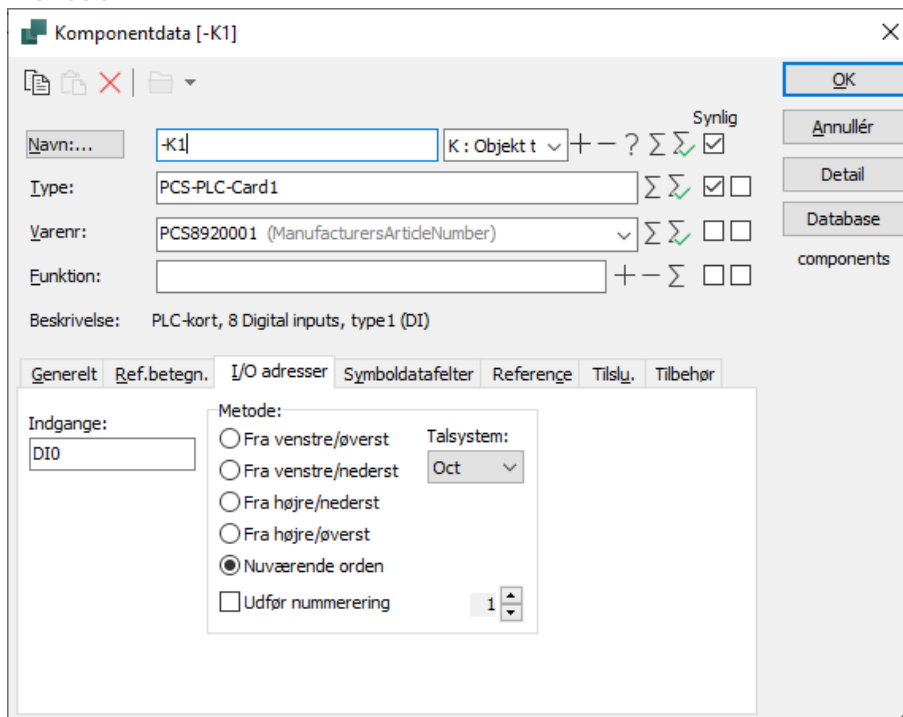 Komponentdata [-K1]
OK
Synlig
Navn:... -K1 K : Objekt t
Annullér
Type: PCS-PLC-Card1
Detail
Varenr: PCS8920001 (ManufacturersArticleNumber)
Database
Funktion:
components
Beskrivelse: PLC-kort, 8 Digital inputs, type1 (DI)
Generelt Ref.betegn. I/O adresser Symboldatafelter Reference Tilslu. Tilbehør
Indgange:
DI0
Metode:
Fra venstre/øverst
Fra venstre/nederst
Fra højre/nederst
Fra højre/øverst
Nuværende orden
Udfør nummerering 1
Talsystem:
Oct